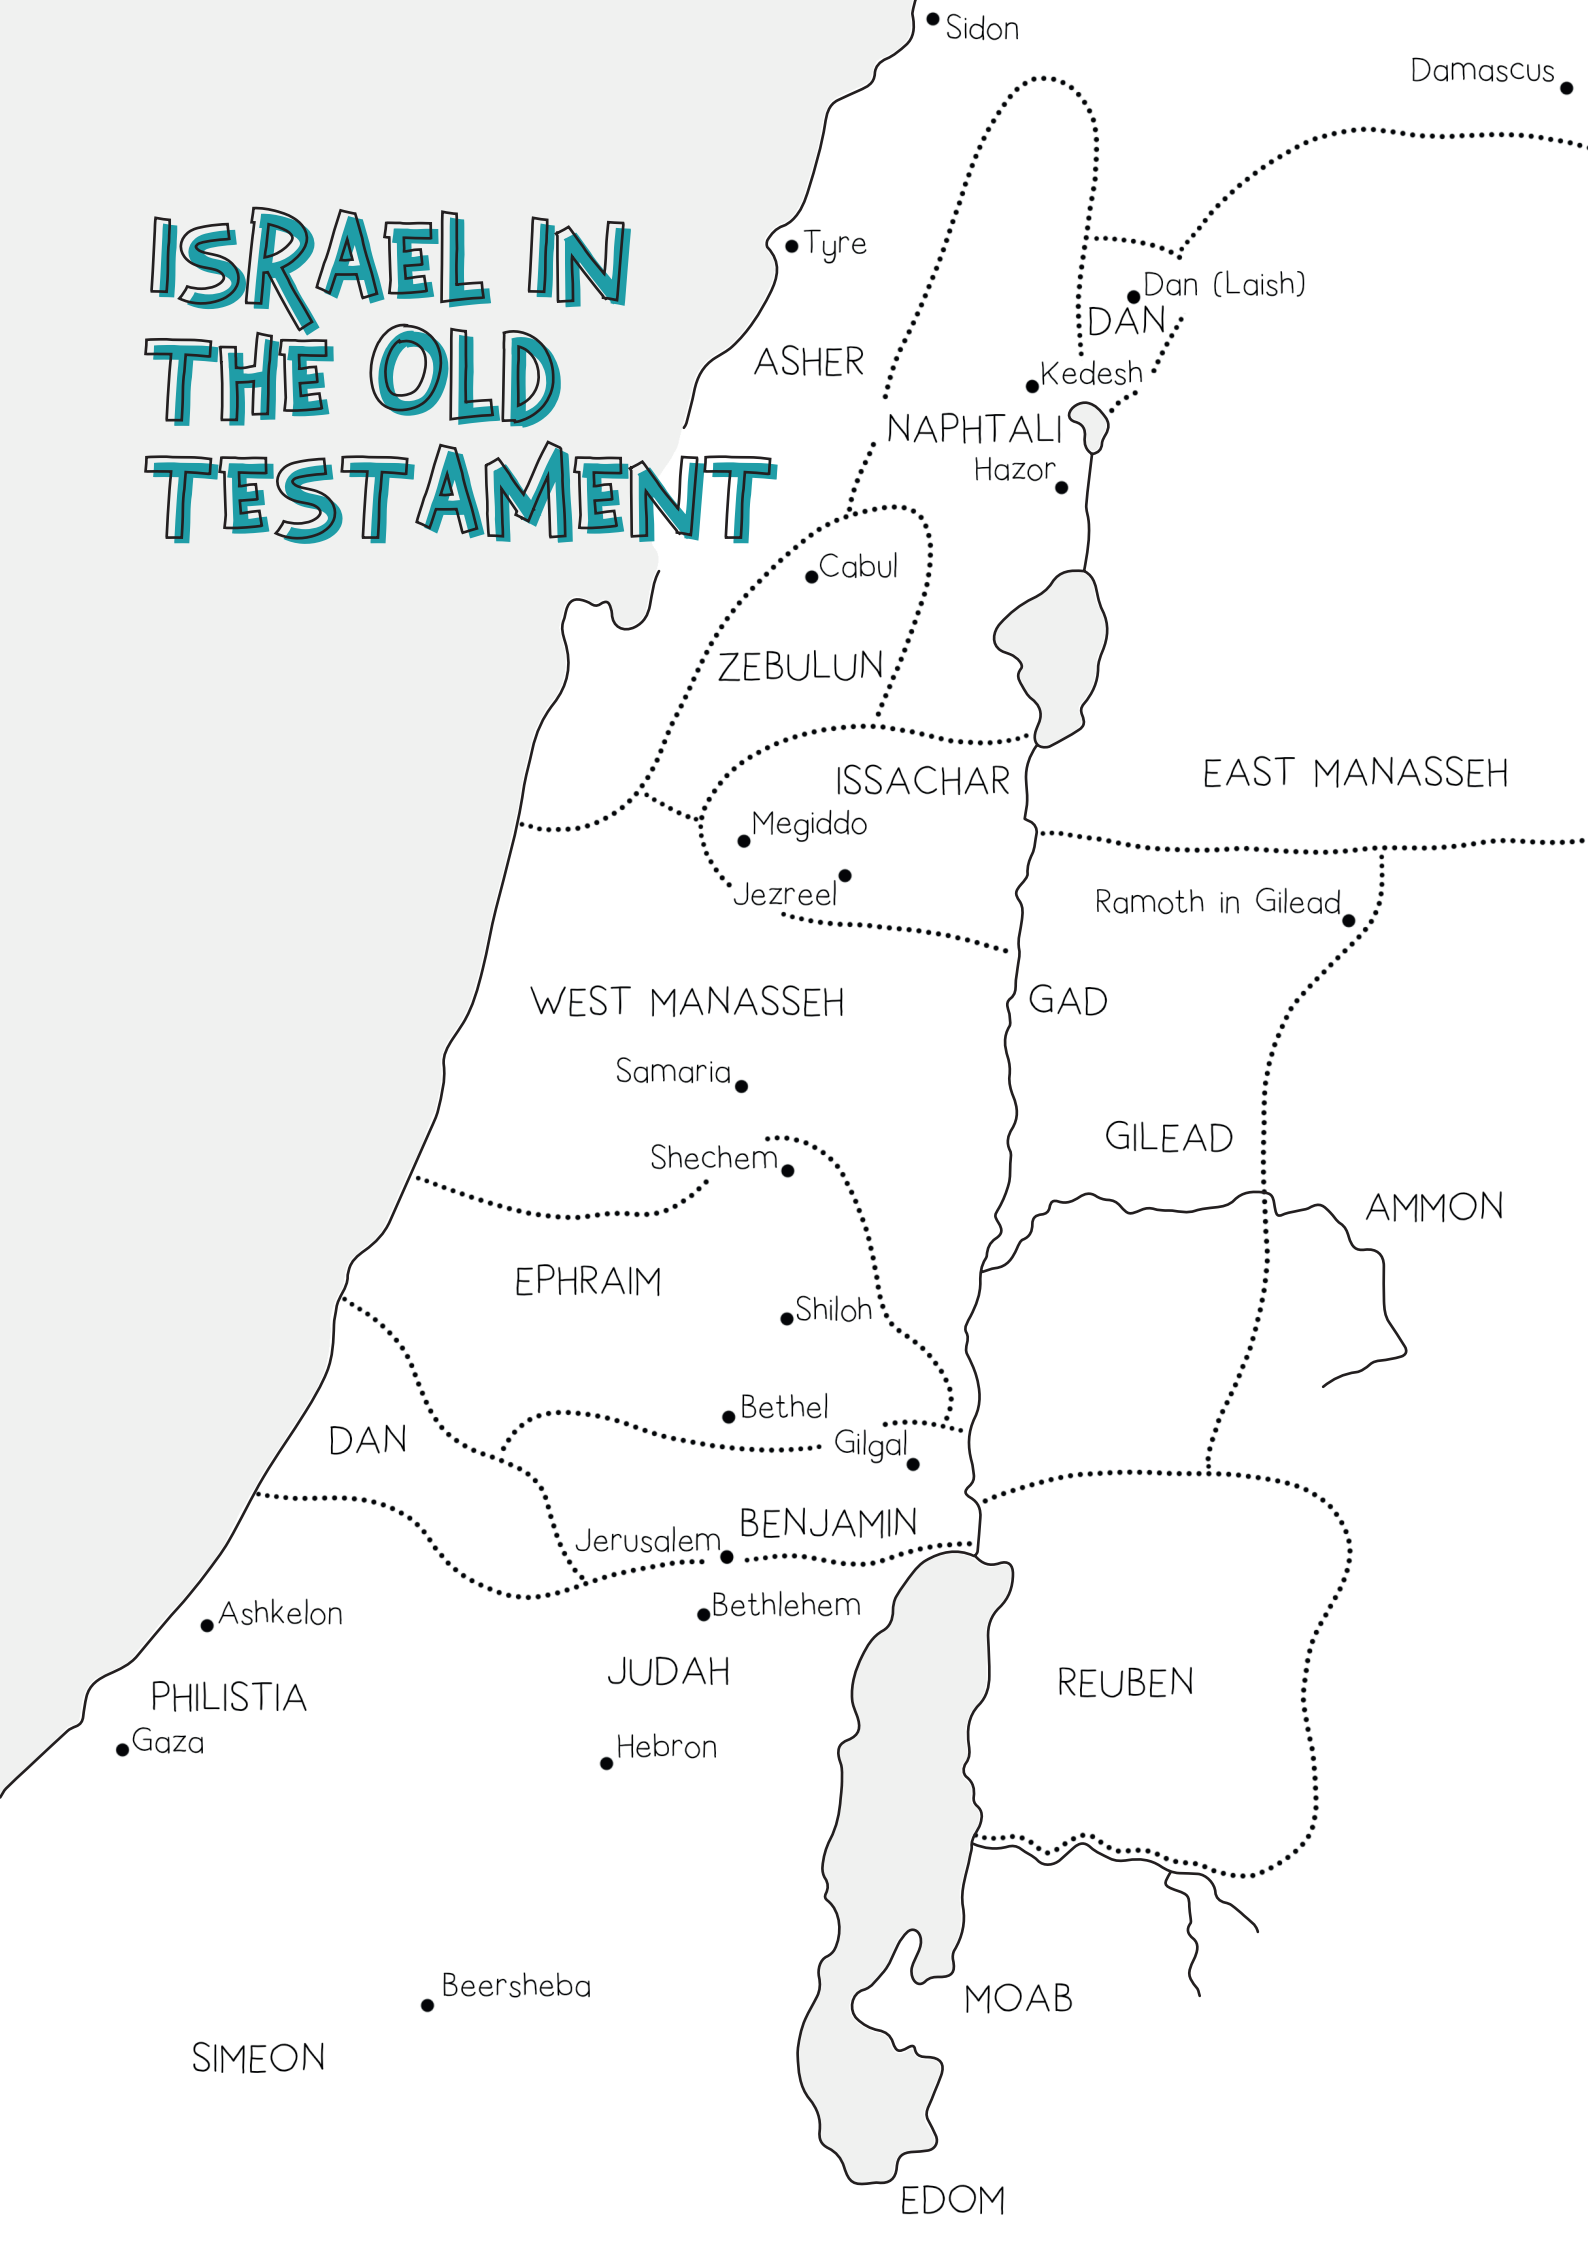 Sidon
Damascus
ISRAEL IN
THE OLD
TESTAMENT
Tyre
Dan (Laish)
DAN
ASHER
Kedesh
NAPHTALI
Hazor
Cabul
ZEBULUN
EAST MANASSEH
ISSACHAR
Megiddo
Jezreel
Ramoth in Gilead
WEST MANASSEH
GAD
Samaria
GILEAD
Shechem
AMMON
EPHRAIM
Shiloh
Bethel
DAN
Gilgal
BENJAMIN
Jerusalem
Bethlehem
Ashkelon
JUDAH
REUBEN
PHILISTIA
Gaza
Hebron
Beersheba
MOAB
SIMEON
EDOM